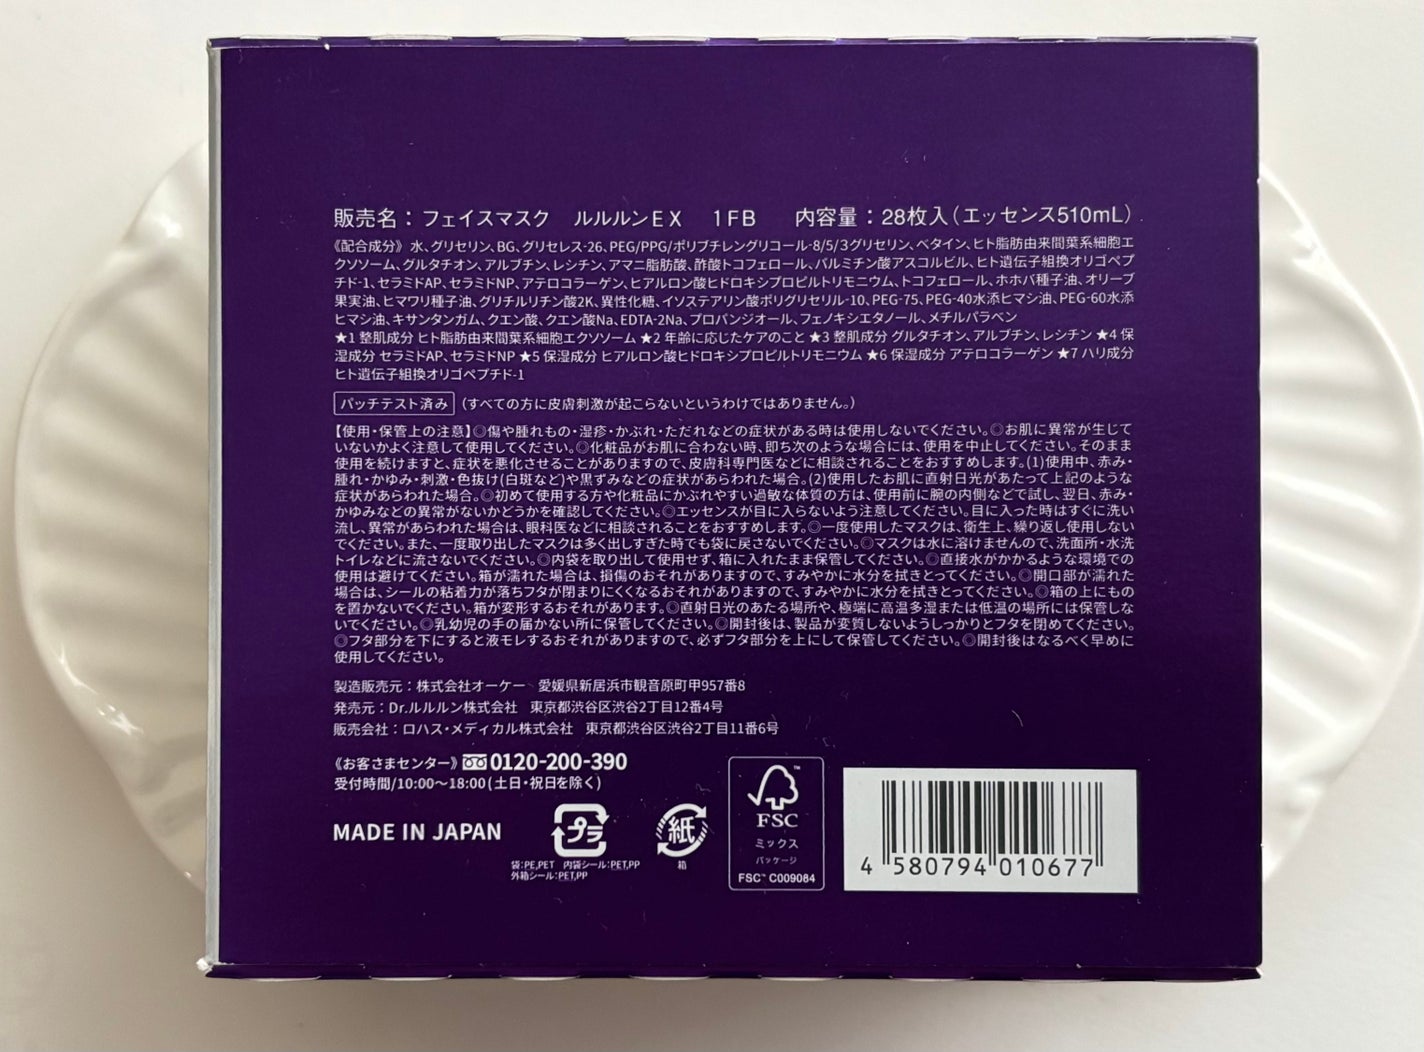 販売名：フェイスマスク　ルルルンＥＸ　１ＦＢ　内容量：28枚入（エッセンス510mL）
《配合成分》水、グリセリン、BG、グリセレス-26、PEG/PPG/ポリブチレングリコール-8/5/3グリセリン、ベタイン、ヒト脂肪由来間葉系細胞エ
クソソーム、グルタチオン、アルブチン、レシチン、アマニ脂肪酸、酢酸トコフェロール、パルミチン酸アスコルビル、ヒト遺伝子組換オリゴペプ
チド-1、セラミドAP、セラミドNP、アテロコラーゲン、ヒアルロン酸ヒドロキシプロピルトリモニウム、トコフェロール、ホホバ種子油、オリーブ
果実油、ヒマワリ種子油、グリチルリチン酸2K、異性化糖、イソステアリン酸ポリグリセリル-10、PEG-75、PEG-40水添ヒマシ油、PEG-60水添
ヒマシ油、キサンタンガム、クエン酸、クエン酸Na、EDTA-2Na、プロパンジオール、フェノキシエタノール、メチルパラベン
★1 整肌成分 ヒト脂肪由来間葉系細胞エクソソーム ★2 年齢に応じたケアのこと ★3 整肌成分 グルタチオン、アルブチン、レシチン ★4 保
湿成分 セラミドAP、セラミドNP ★5 保湿成分 ヒアルロン酸ヒドロキシプロピルトリモニウム ★6 保湿成分 アテロコラーゲン ★7 ハリ成分
ヒト遺伝子組換オリゴペプチド-1
パッチテスト済み（すべての方に皮膚刺激が起こらないというわけではありません。）
【使用・保管上の注意】◎傷や腫れもの・湿疹・かぶれ・ただれなどの症状がある時は使用しないでください。◎お肌に異常が生じて
いないかよく注意して使用してください。◎化粧品がお肌に合わない時、即ち次のような場合には、使用を中止してください。そのまま
使用を続けますと、症状を悪化させることがありますので、皮膚科専門医などに相談されることをおすすめします。(1)使用中、赤み・
腫れ・かゆみ・刺激・色抜け(白斑など)や黒ずみなどの症状があらわれた場合。(2)使用したお肌に直射日光があたって上記のような
症状があらわれた場合。◎初めて使用する方や化粧品にかぶれやすい過敏な体質の方は、使用前に腕の内側などで試し、翌日、赤み・
かゆみなどの異常がないかどうかを確認してください。◎エッセンスが目に入らないよう注意してください。目に入った時はすぐに洗い
流し、異常があらわれた場合は、眼科医などに相談されることをおすすめします。◎一度使用したマスクは、衛生上、繰り返し使用しない
でください。また、一度取り出したマスクは多く出しすぎた時でも袋に戻さないでください。◎マスクは水に溶けませんので、洗面所・水洗
トイレなどに流さないでください。◎内袋を取り出して使用せず、箱に入れたまま保管してください。◎直接水がかかるような環境での
使用は避けてください。箱が濡れた場合は、損傷のおそれがありますので、すみやかに水分を拭きとってください。◎開口部が濡れた
場合は、シールの粘着力が落ちフタが閉まりにくくなるおそれがありますので、すみやかに水分を拭きとってください。◎箱の上にもの
を置かないでください。箱が変形するおそれがあります。◎直射日光のあたる場所や、極端に高温多湿または低温の場所には保管しな
いでください。◎乳幼児の手の届かない所に保管してください。◎開封後は、製品が変質しないようしっかりとフタを閉めてください。
◎フタ部分を下にすると液モレするおそれがありますので、必ずフタ部分を上にして保管してください。◎開封後はなるべく早めに
使用してください。
製造販売元：株式会社オーケー　愛媛県新居浜市観音原町甲957番8
発売元：Dr.ルルルン株式会社　東京都渋谷区渋谷2丁目12番4号
販売会社：ロハス・メディカル株式会社　東京都渋谷区渋谷2丁目11番6号
《お客さまセンター》0120-200-390
受付時間/10:00〜18:00（土日・祝日を除く）
MADE IN JAPAN
プラ
袋：PE,PET　内袋シール：PET,PP
外箱シール：PET,PP
紙
箱
FSC
ミックス
パッケージ
FSC™ C009084
4 580794 010677